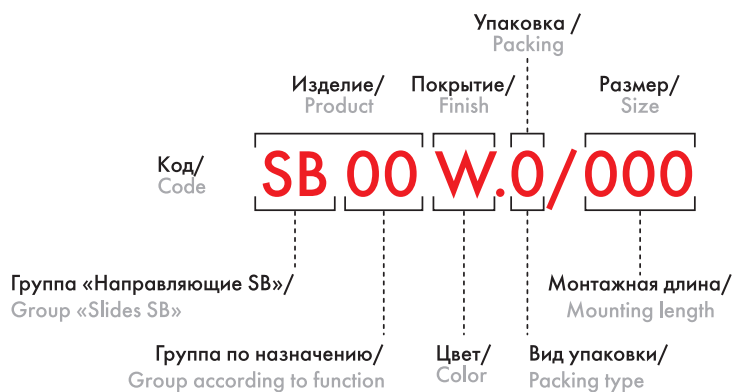 Упаковка /
Packing
Изделие/
Product
Покрытие/
Finish
Размер/
Size
Код/
Code
SB 00 W.0/000
Группа «Направляющие SB»/
Group «Slides SB»
Монтажная длина/
Mounting length
Группа по назначению/
Group according to function
Цвет/
Color
Вид упаковки/
Packing type